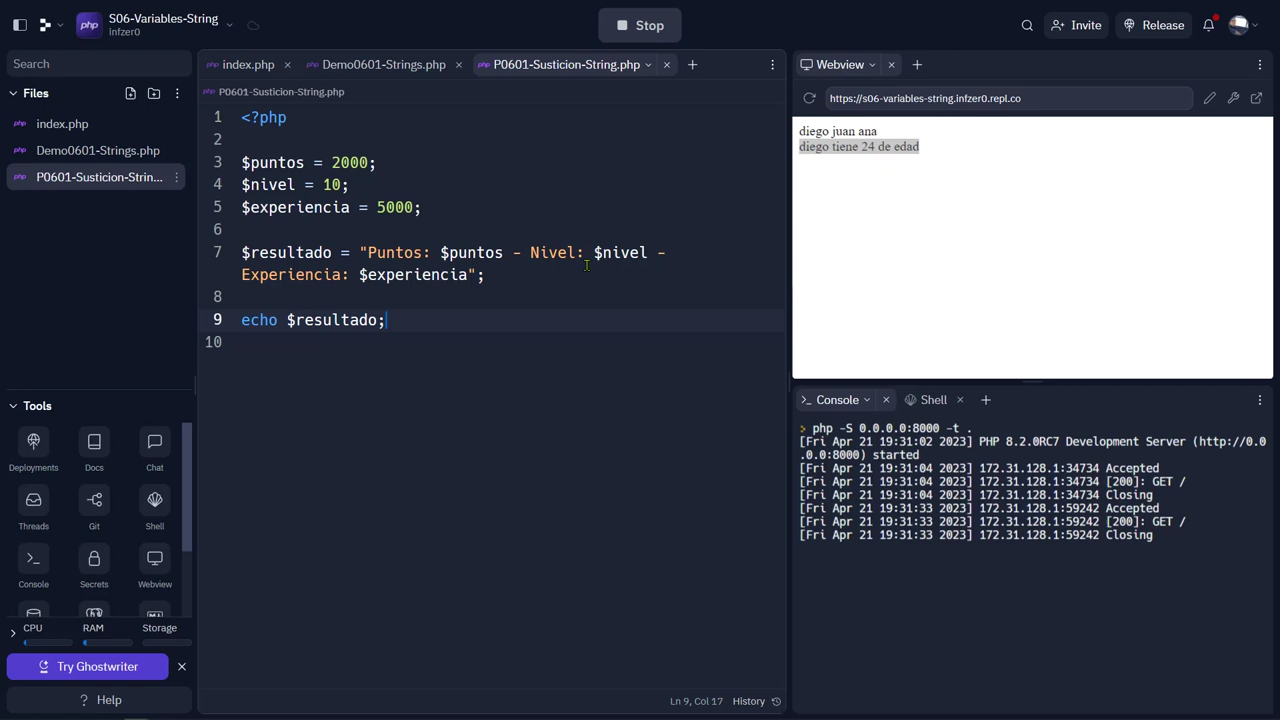 php
S06-Variables-String
infzer0
Stop
Invite
Release
Search
Files
php index.php
php Demo0601-Strings.php
php P0601-Susticion-Strin...
Tools
Deployments
Docs
Chat
Threads
Git
Shell
Console
Secrets
Webview
CPU
RAM
Storage
Try Ghostwriter
? Help
php index.php
php Demo0601-Strings.php
php P0601-Susticion-String.php
php P0601-Susticion-String.php
1 <?php
2
3 $puntos = 2000;
4 $nivel = 10;
5 $experiencia = 5000;
6
7 $resultado = "Puntos: $puntos - Nivel: $nivel -
Experiencia: $experiencia";
8
9 echo $resultado;
10
Ln 9, Col 17
History
Webview
https://s06-variables-string.infzer0.repl.co
diego juan ana
diego tiene 24 de edad
Console
Shell
> php -S 0.0.0.0:8000 -t .
[Fri Apr 21 19:31:02 2023] PHP 8.2.0RC7 Development Server (http://0.0
.0.0:8000) started
[Fri Apr 21 19:31:04 2023] 172.31.128.1:34734 Accepted
[Fri Apr 21 19:31:04 2023] 172.31.128.1:34734 [200]: GET /
[Fri Apr 21 19:31:04 2023] 172.31.128.1:34734 Closing
[Fri Apr 21 19:31:33 2023] 172.31.128.1:59242 Accepted
[Fri Apr 21 19:31:33 2023] 172.31.128.1:59242 [200]: GET /
[Fri Apr 21 19:31:33 2023] 172.31.128.1:59242 Closing